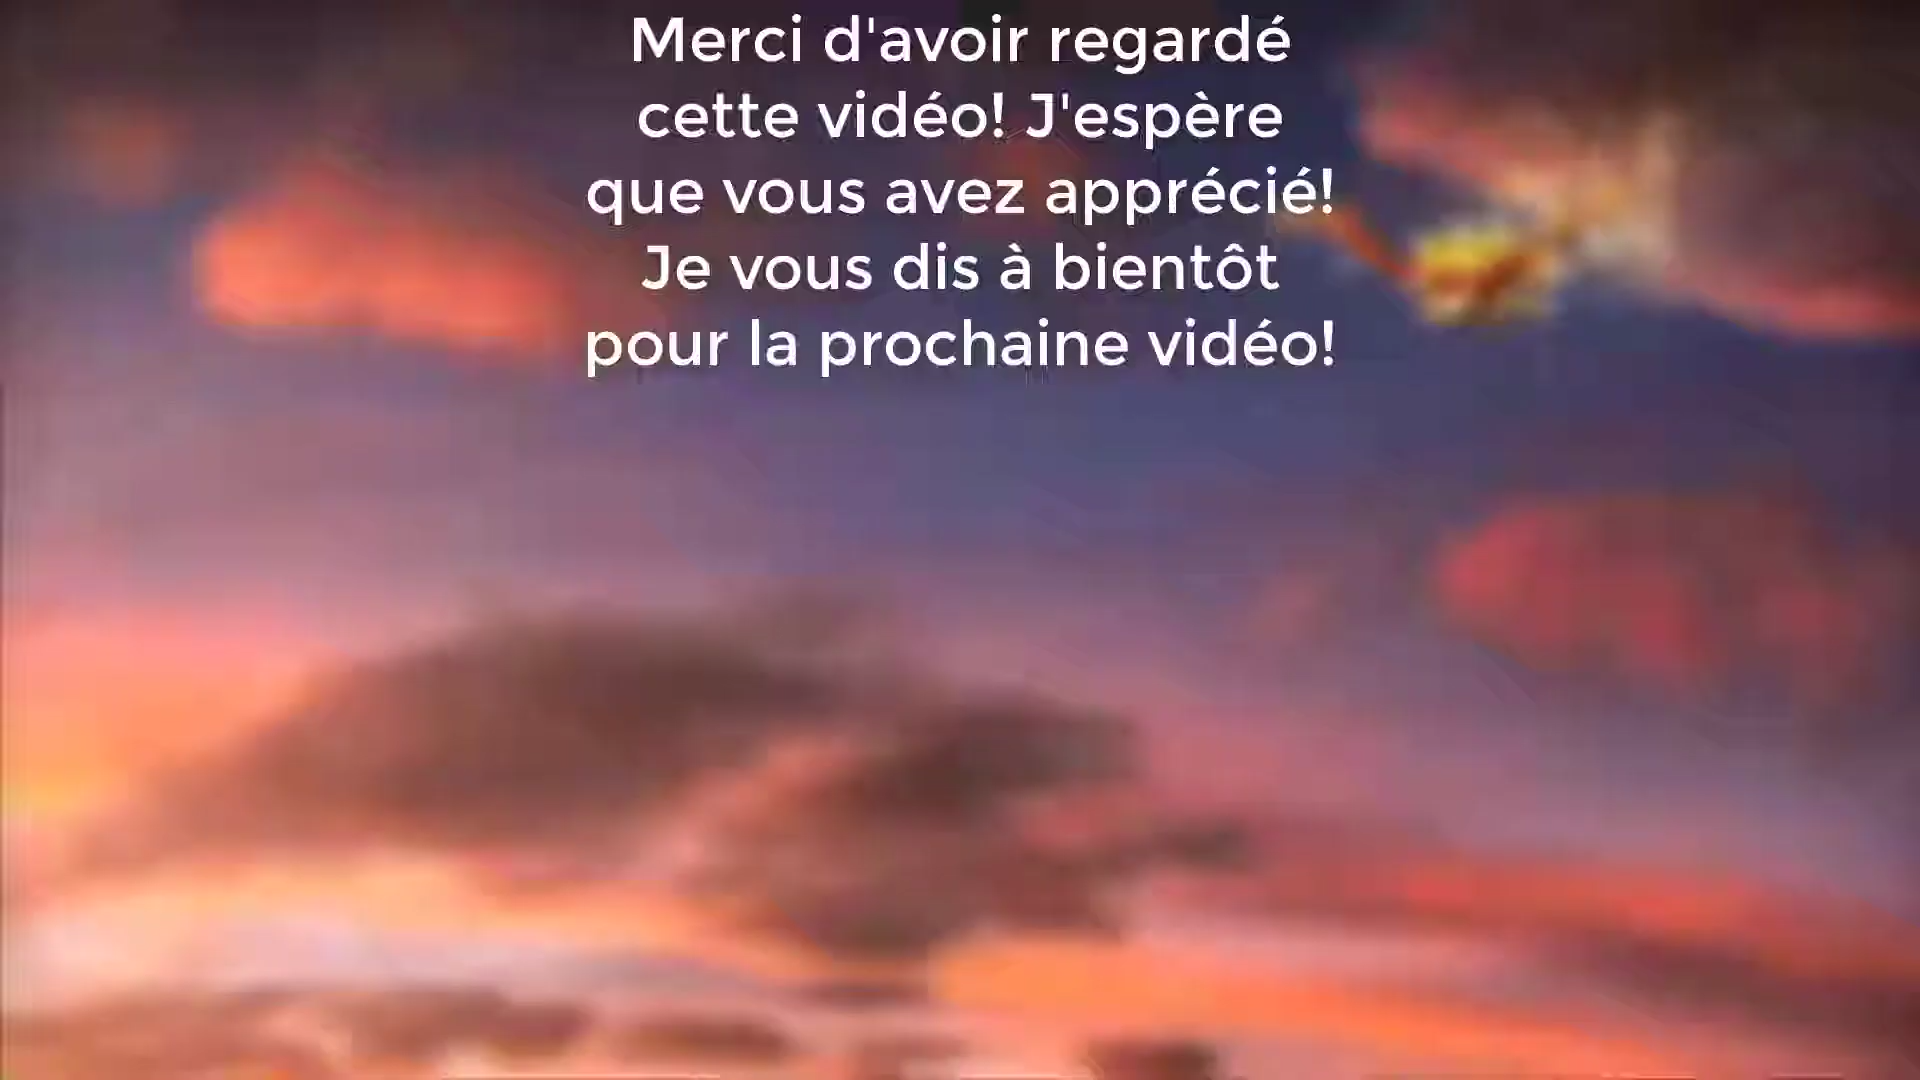 Merci d'avoir regardé
cette vidéo! J'espère
que vous avez apprécié!
Je vous dis à bientôt
pour la prochaine vidéo!